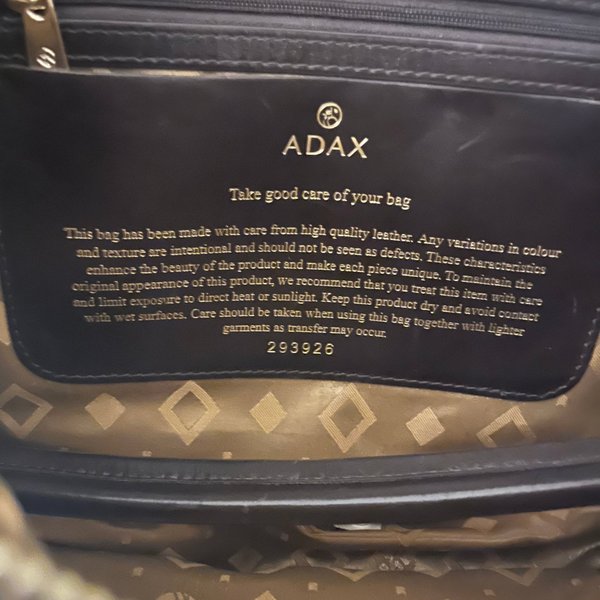 ADAX
Take good care of your bag
This bag has been made with care from high quality leather. Any variations in colour
and texture are intentional and should not be seen as defects. These characteristics
enhance the beauty of the product and make each piece unique. To maintain the
original appearance of this product, We recommend that you treat this item with care
and limit exposure to direct heat or sunlight. Keep this product dry and avoid contact
with wet surfaces. Care should be taken when using this bag together with lighter
garments as transfer may occur.
293926